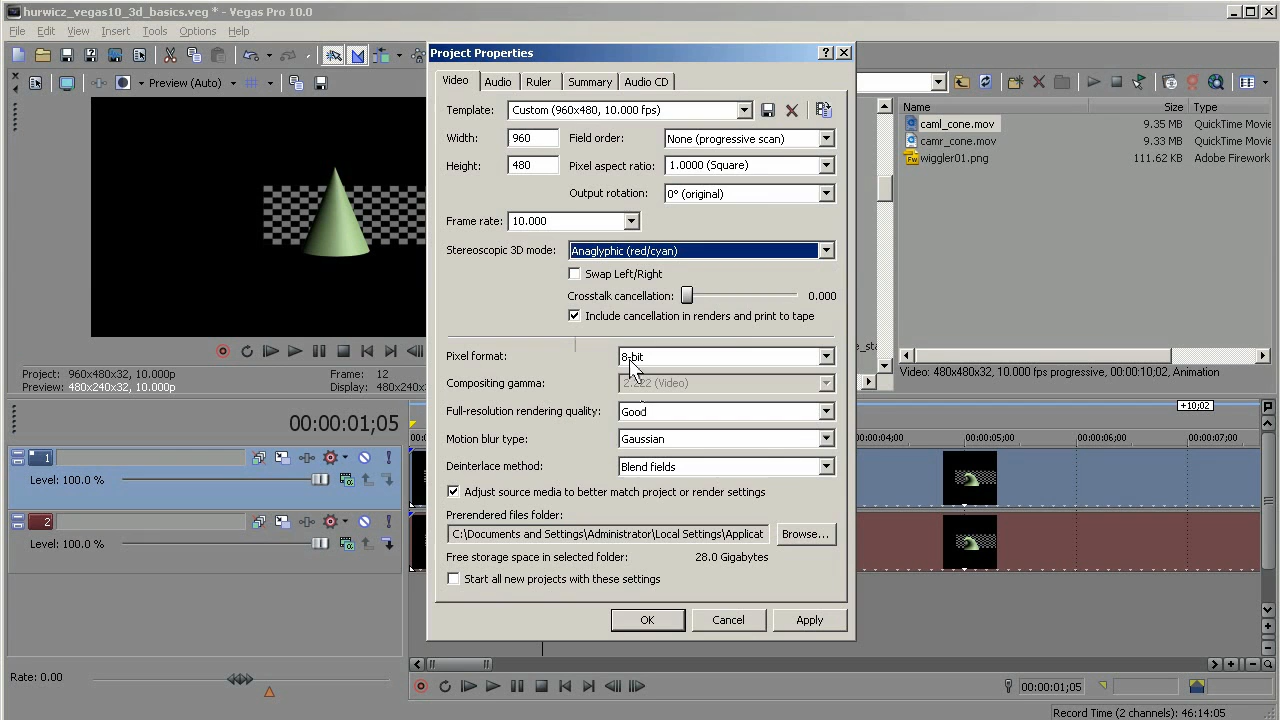 hurwicz_vegas10_3d_basics.veg * - Vegas Pro 10.0
File Edit View Insert Tools Options Help
Preview (Auto)
Project: 960x480x32, 10.000p
Preview: 480x240x32, 10.000p
Frame: 12
Display: 480x27
Project Properties
Video Audio Ruler Summary Audio CD
Template: Custom (960x480, 10.000 fps)
Width: 960 Field order: None (progressive scan)
Height: 480 Pixel aspect ratio: 1.0000 (Square)
Output rotation: 0° (original)
Frame rate: 10.000
Stereoscopic 3D mode: Anaglyphic (red/cyan)
Swap Left/Right
Crosstalk cancellation: 0.000
Include cancellation in renders and print to tape
Pixel format: 8-bit
Compositing gamma: 2.222 (Video)
Full-resolution rendering quality: Good
Motion blur type: Gaussian
Deinterlace method: Blend fields
Adjust source media to better match project or render settings
Prerendered files folder:
C:\Documents and Settings\Administrator\Local Settings\Applicat Browse...
Free storage space in selected folder: 28.0 Gigabytes
Start all new projects with these settings
OK Cancel Apply
Name Size Type
caml_cone.mov 9.35 MB QuickTime Movie
camr_cone.mov 9.33 MB QuickTime Movie
wiggler01.png 111.62 KB Adobe Firework
Video: 480x480x32, 10.000 fps progressive, 00:00:10;02, Animation
00:00:01;05
+10;02
00:00:04;00 00:00:05;00 00:00:06;00 00:00:07;00
1
Level: 100.0 %
2
Level: 100.0 %
Rate: 0.00
00:00:01;05
Record Time (2 channels): 46:14:05